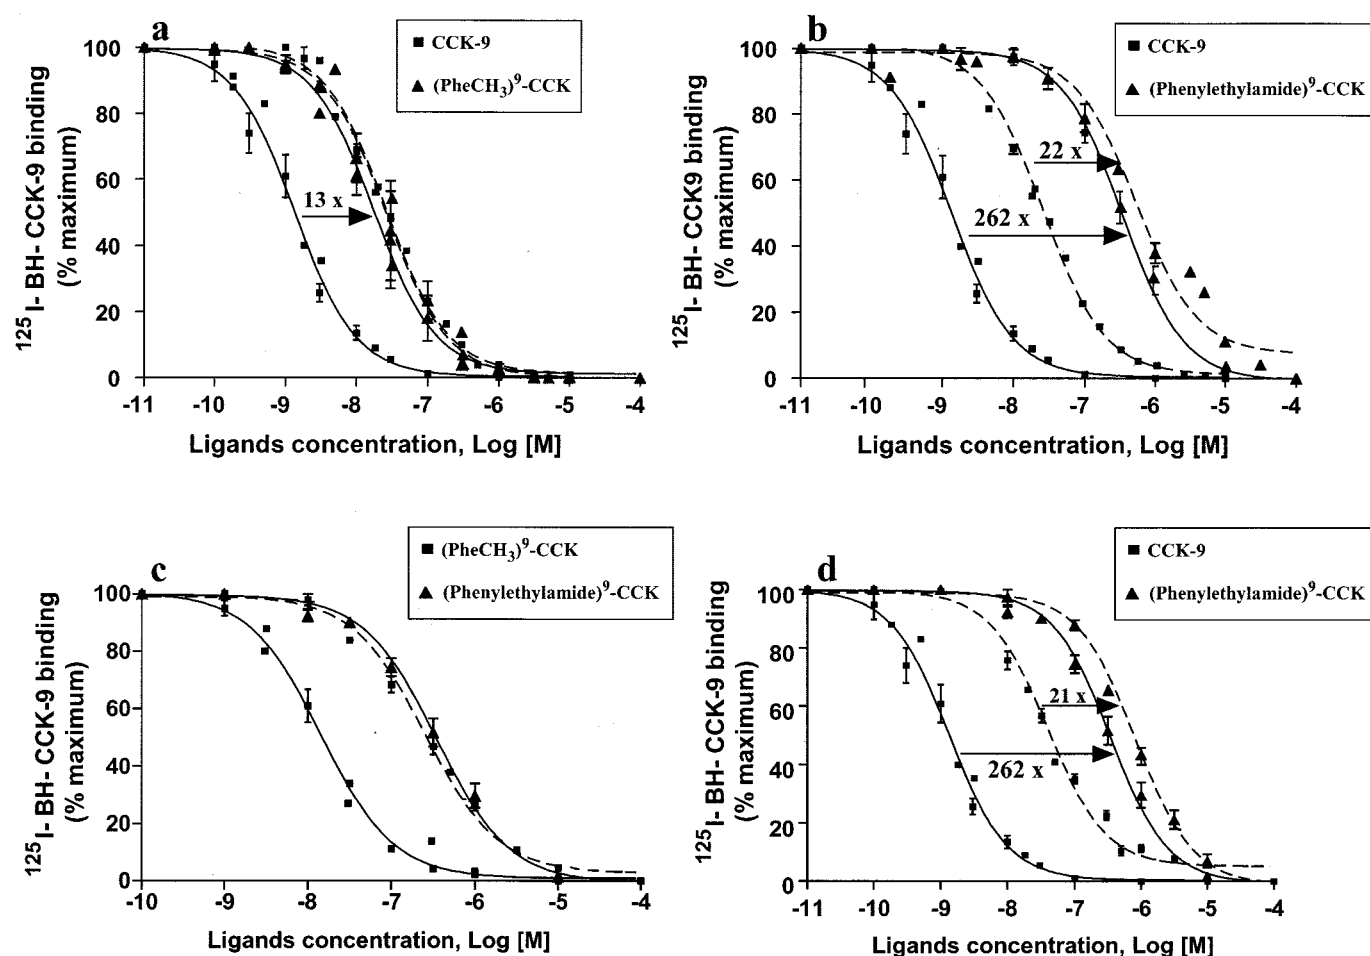 a
CCK-9
(PheCH₃)⁹-CCK
¹²⁵I- BH- CCK-9 binding
(% maximum)
100
80
60
40
20
0
13 x
-11 -10 -9 -8 -7 -6 -5 -4
Ligands concentration, Log [M]
b
CCK-9
(Phenylethylamide)⁹-CCK
¹²⁵I- BH- CCK9 binding
(% maximum)
100
80
60
40
20
0
22 x
262 x
-11 -10 -9 -8 -7 -6 -5 -4
Ligands concentration, Log [M]
c
(PheCH₃)⁹-CCK
(Phenylethylamide)⁹-CCK
¹²⁵I- BH- CCK-9 binding
(% maximum)
100
80
60
40
20
0
-10 -9 -8 -7 -6 -5 -4
Ligands concentration, Log [M]
d
CCK-9
(Phenylethylamide)⁹-CCK
¹²⁵I- BH- CCK-9 binding
(% maximum)
100
80
60
40
20
0
21 x
262 x
-11 -10 -9 -8 -7 -6 -5 -4
Ligands concentration, Log [M]